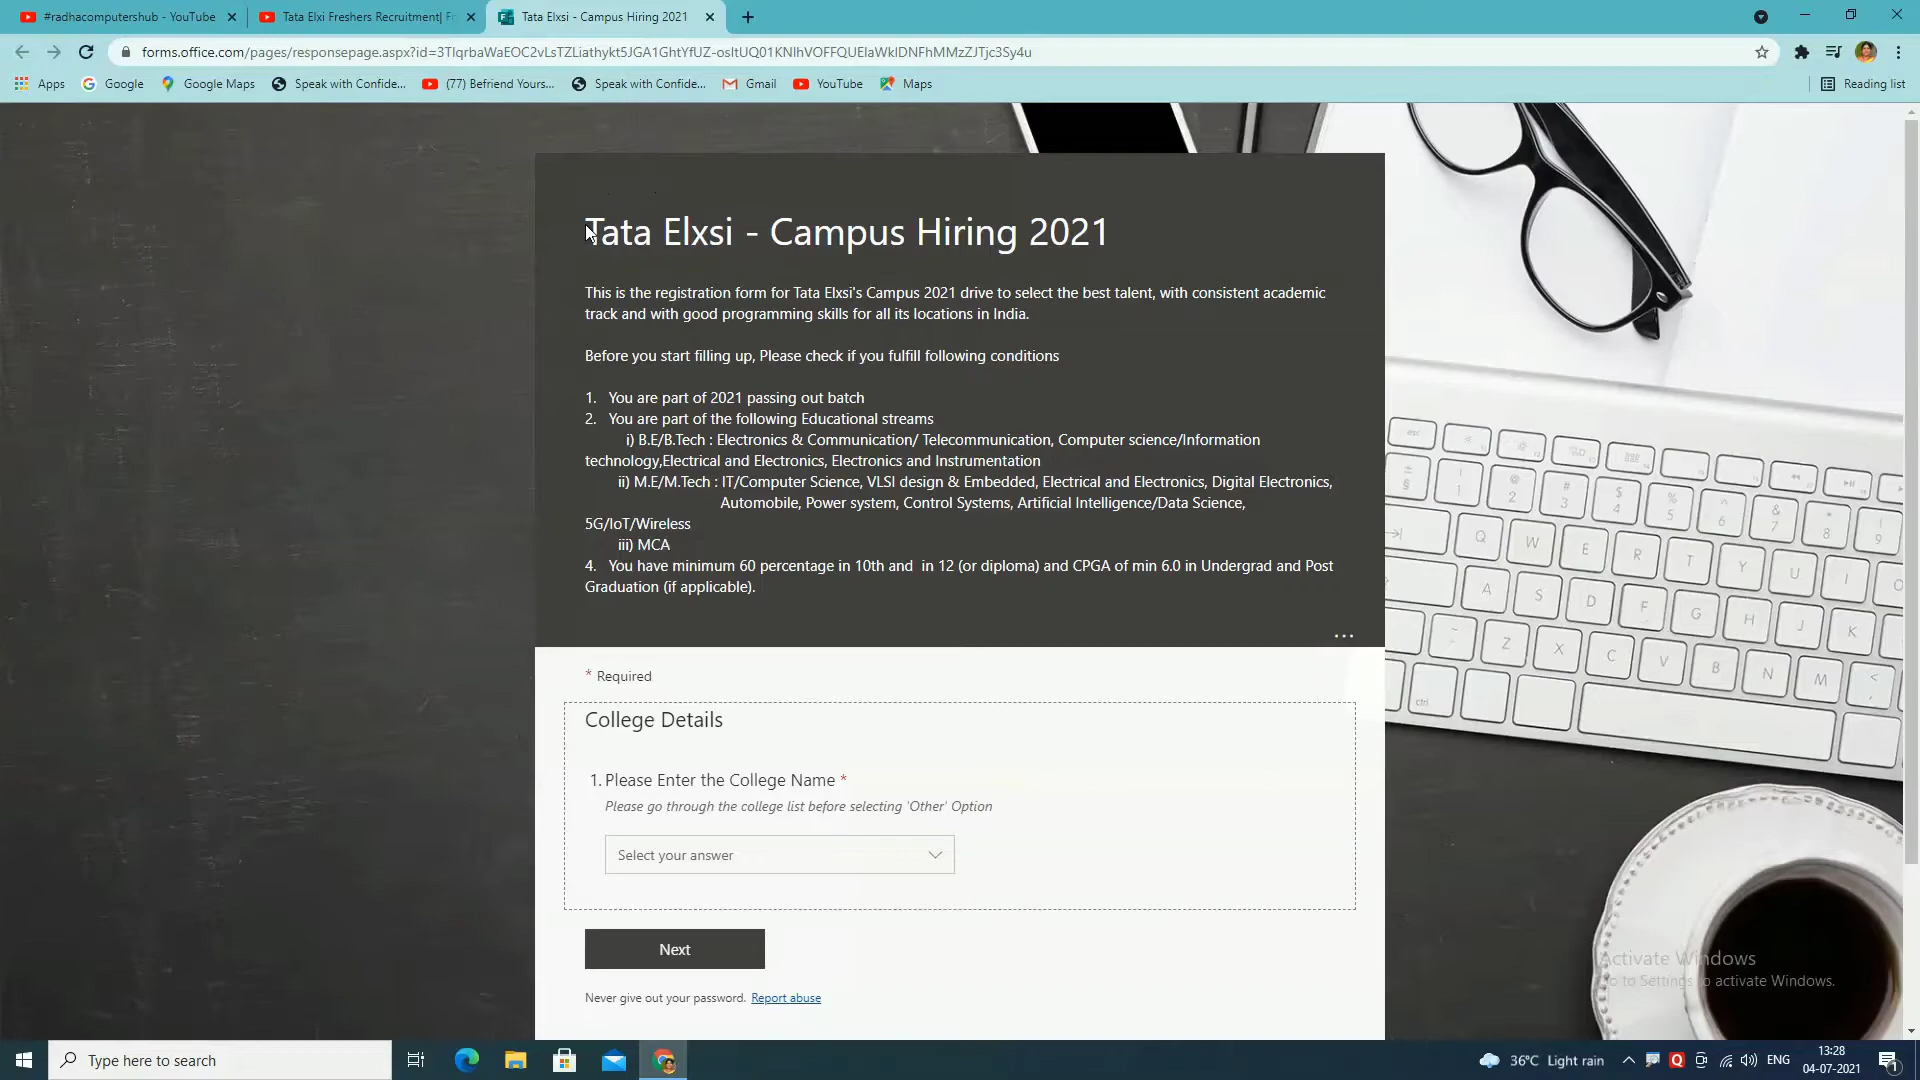 #radhacomputershub - YouTube
Tata Elxi Freshers Recruitment| F
Tata Elxsi - Campus Hiring 2021
Apps
Google
Google Maps
Speak with Confide...
(77) Befriend Yours...
Speak with Confide...
Gmail
YouTube
Maps
Reading list
Tata Elxsi - Campus Hiring 2021
This is the registration form for Tata Elxsi's Campus 2021 drive to select the best talent, with consistent academic
track and with good programming skills for all its locations in India.
Before you start filling up, Please check if you fulfill following conditions
1. You are part of 2021 passing out batch
2. You are part of the following Educational streams
i) B.E/B.Tech : Electronics & Communication/ Telecommunication, Computer science/Information
technology,Electrical and Electronics, Electronics and Instrumentation
ii) M.E/M.Tech : IT/Computer Science, VLSI design & Embedded, Electrical and Electronics, Digital Electronics,
Automobile, Power system, Control Systems, Artificial Intelligence/Data Science,
5G/IoT/Wireless
iii) MCA
4. You have minimum 60 percentage in 10th and in 12 (or diploma) and CPGA of min 6.0 in Undergrad and Post
Graduation (if applicable).
* Required
College Details
1. Please Enter the College Name *
Please go through the college list before selecting 'Other' Option
Select your answer
Next
Never give out your password. Report abuse
Activate Windows
Go to Settings to activate Windows.
Type here to search
36°C Light rain
ENG
13:28
04-07-2021